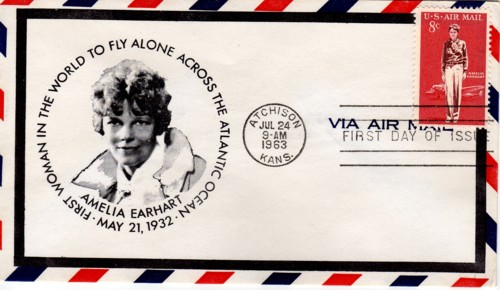 FIRST WOMAN IN THE WORLD TO FLY ALONE ACROSS THE ATLANTIC OCEAN·
AMELIA EARHART
·MAY 21, 1932·
ATCHISON
JUL 24
9-AM
1963
KANS.
U·S·AIR MAIL
8c
AMELIA
EARHART
VIA AIR MAIL
FIRST DAY OF ISSUE